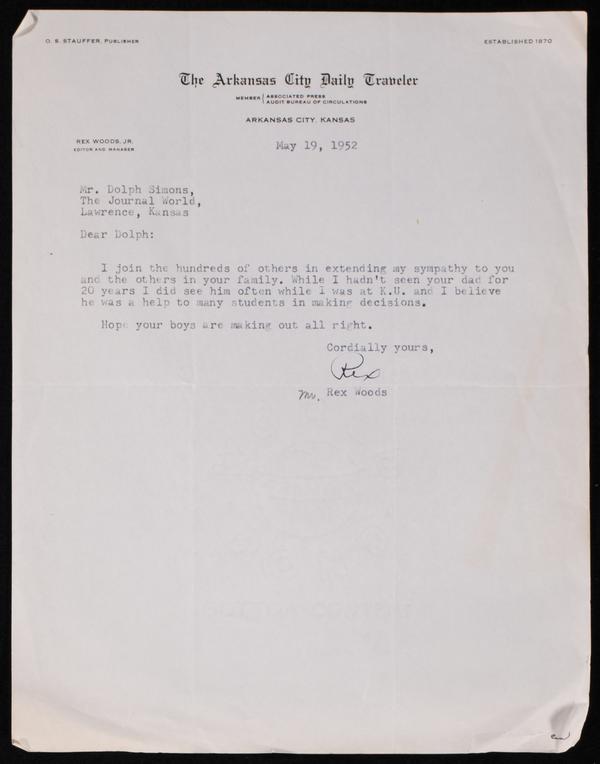 O. S. STAUFFER, PUBLISHER
ESTABLISHED 1870
The Arkansas City Daily Traveler
MEMBER ASSOCIATED PRESS
AUDIT BUREAU OF CIRCULATIONS
ARKANSAS CITY, KANSAS
REX WOODS, JR.
EDITOR AND MANAGER
May 19, 1952
Mr. Dolph Simons,
The Journal World,
Lawrence, Kansas
Dear Dolph:
I join the hundreds of others in extending my sympathy to you
and the others in your family. While I hadn't seen your dad for
20 years I did see him often while I was at K.U. and I believe
he was a help to many students in making decisions.
Hope your boys are making out all right.
Cordially yours,
Rex
Mr. Rex Woods